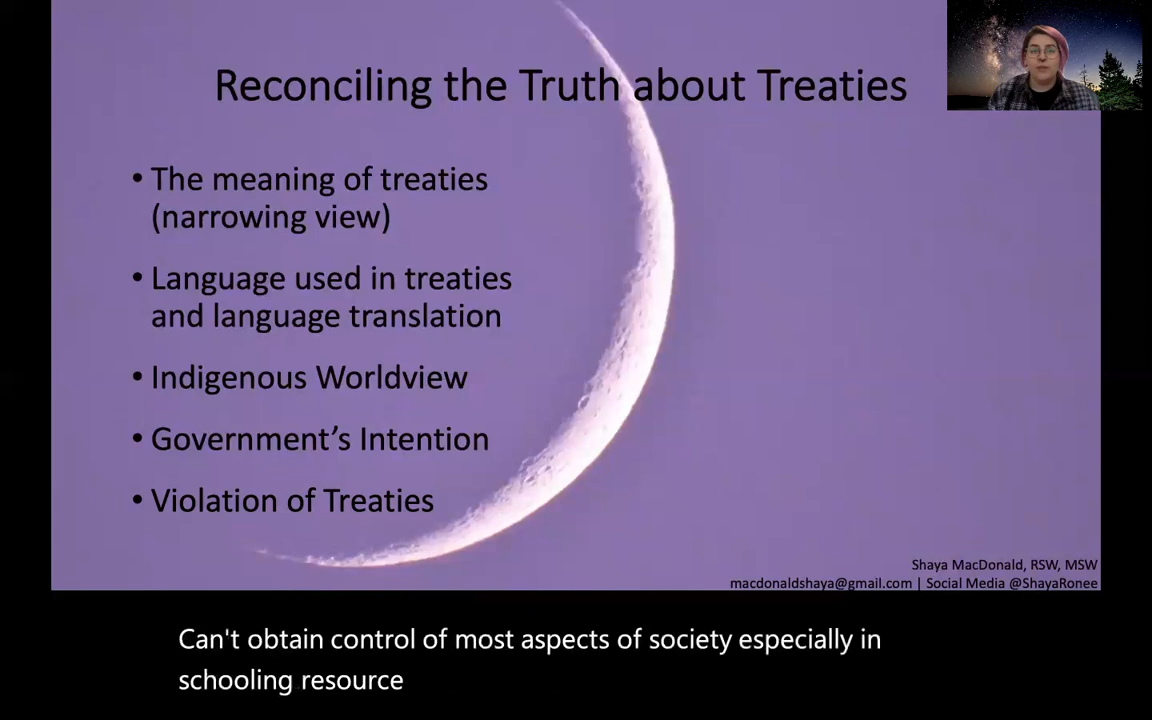 Reconciling the Truth about Treaties
• The meaning of treaties
(narrowing view)
• Language used in treaties
and language translation
• Indigenous Worldview
• Government's Intention
• Violation of Treaties
Shaya MacDonald, RSW, MSW
macdonaldshaya@gmail.com | Social Media @ShayaRonee
Can't obtain control of most aspects of society especially in
schooling resource